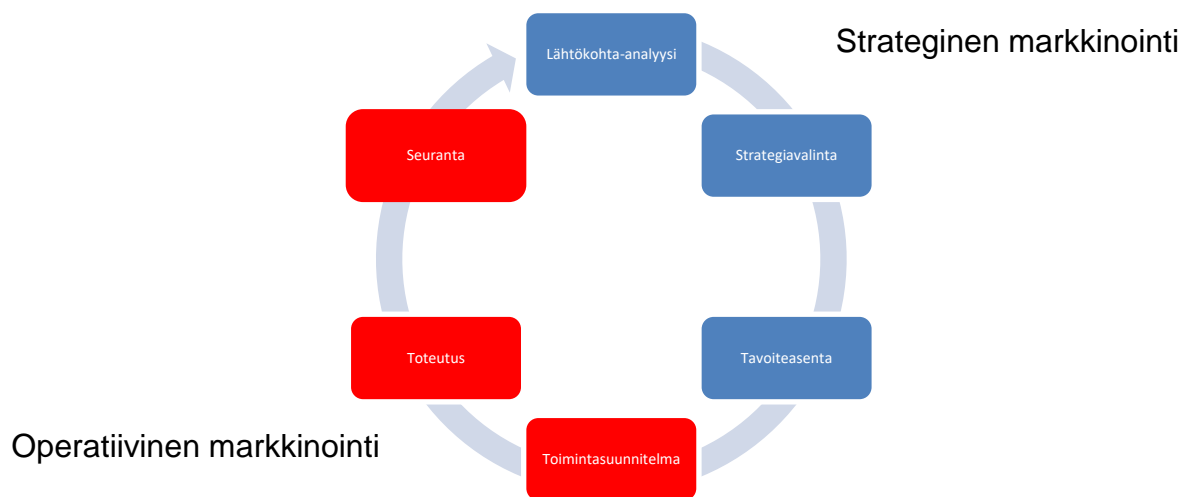 Lähtökohta-analyysi
Strateginen markkinointi
Seuranta
Strategiavalinta
Toteutus
Tavoiteasenta
Operatiivinen markkinointi
Toimintasuunnitelma